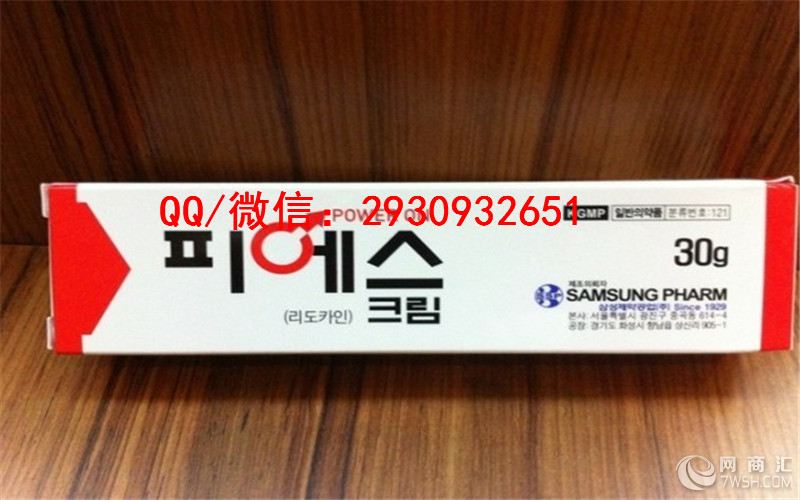 QQ/微信: 2930932651
POWER ON
KGMP 일반의약품 분류번호:121
피에스
30g
(리도카인) 크림
제조의뢰자
SAMSUNG PHARM
삼성제약공업(주) Since 1929
본사: 서울특별시 광진구 중곡동 614-4
공장: 경기도 화성시 향남읍 상신리 905-1
网商汇
7WSH.COM